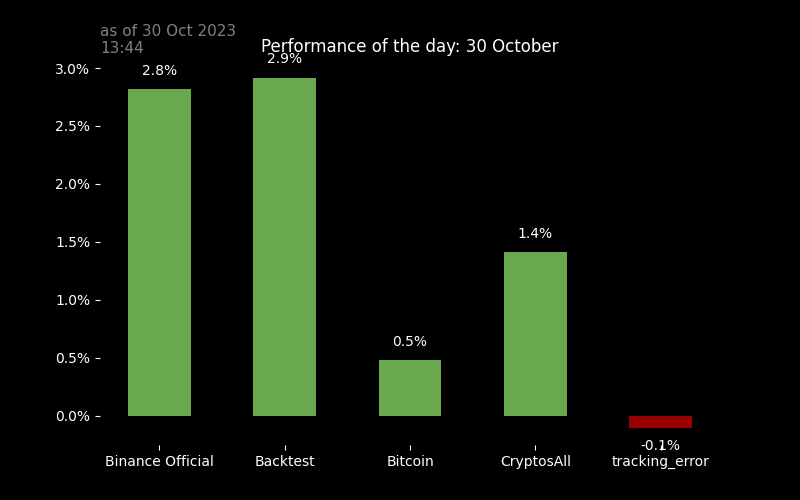 as of 30 Oct 2023
13:44
Performance of the day: 30 October
3.0%
2.5%
2.0%
1.5%
1.0%
0.5%
0.0%
2.8%
2.9%
0.5%
1.4%
-0.1%
Binance Official
Backtest
Bitcoin
CryptosAll
tracking_error